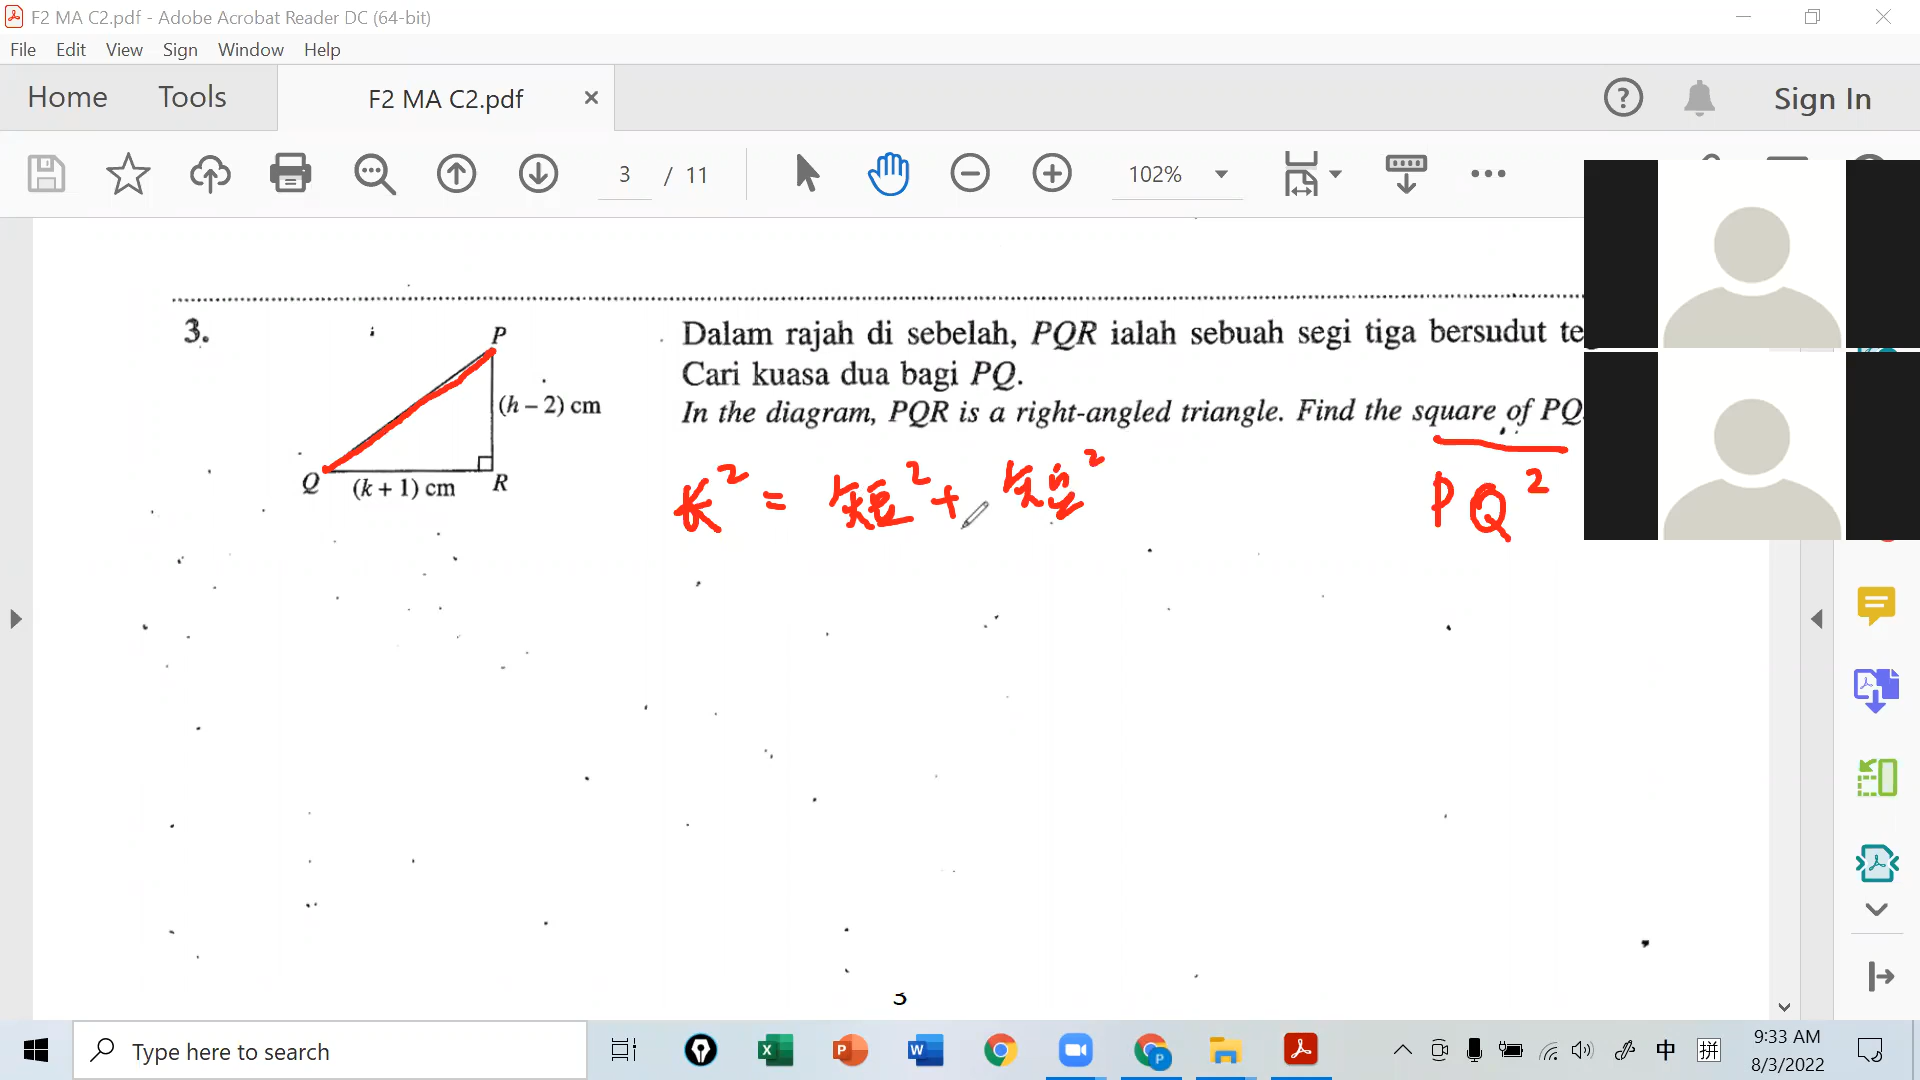 F2 MA C2.pdf - Adobe Acrobat Reader DC (64-bit)
File Edit View Sign Window Help
Home Tools F2 MA C2.pdf Sign In
3 / 11 102%
3.
P
(h – 2) cm
Q (k + 1) cm R
Dalam rajah di sebelah, PQR ialah sebuah segi tiga bersudut te
Cari kuasa dua bagi PQ.
In the diagram, PQR is a right-angled triangle. Find the square of PQ
长² = 短² + 短²
PQ²
3
Type here to search
中 拼 9:33 AM
8/3/2022